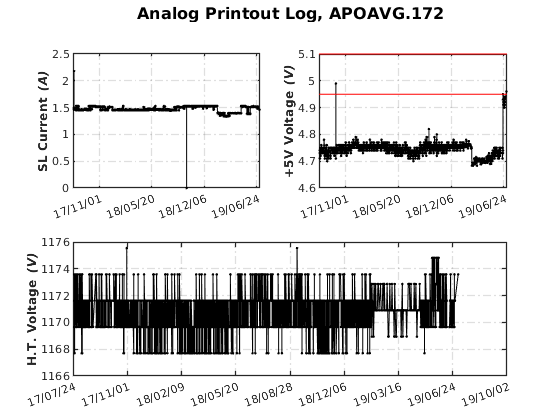 Analog Printout Log, APOAVG.172
SL Current (A)
2.5
2
1.5
1
0.5
0
17/11/01 18/05/20 18/12/06 19/06/24
+5V Voltage (V)
5.1
5
4.9
4.8
4.7
4.6
17/11/01 18/05/20 18/12/06 19/06/24
H.T. Voltage (V)
1176
1174
1172
1170
1168
1166
17/07/24 17/11/01 18/02/09 18/05/20 18/08/28 18/12/06 19/03/16 19/06/24 19/10/02